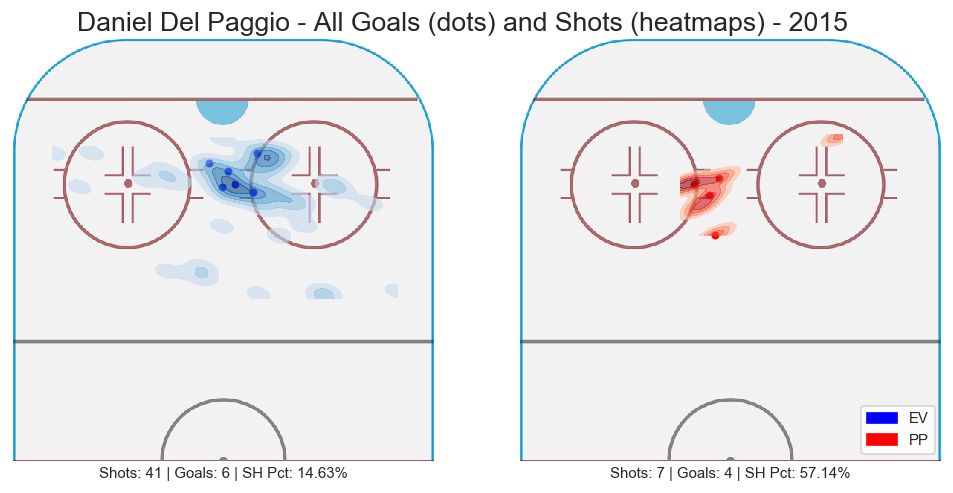 Daniel Del Paggio - All Goals (dots) and Shots (heatmaps) - 2015
EV
PP
Shots: 41 | Goals: 6 | SH Pct: 14.63%
Shots: 7 | Goals: 4 | SH Pct: 57.14%